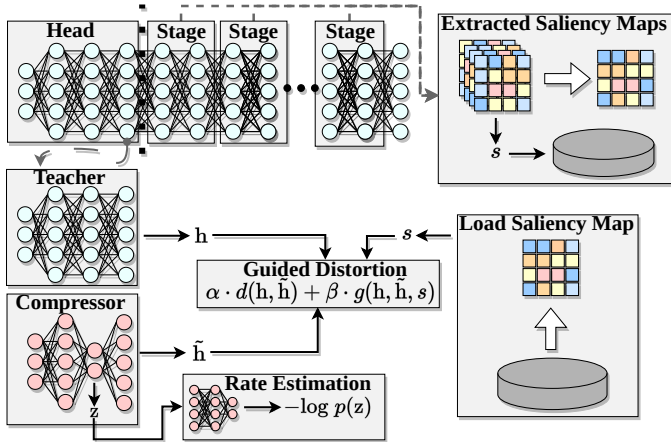 Head
Stage
Stage
Stage
Extracted Saliency Maps
s
Teacher
h
s
Load Saliency Map
Guided Distortion
α · d(h, h̃) + β · g(h, h̃, s)
Compressor
h̃
z
Rate Estimation
−log p(z)